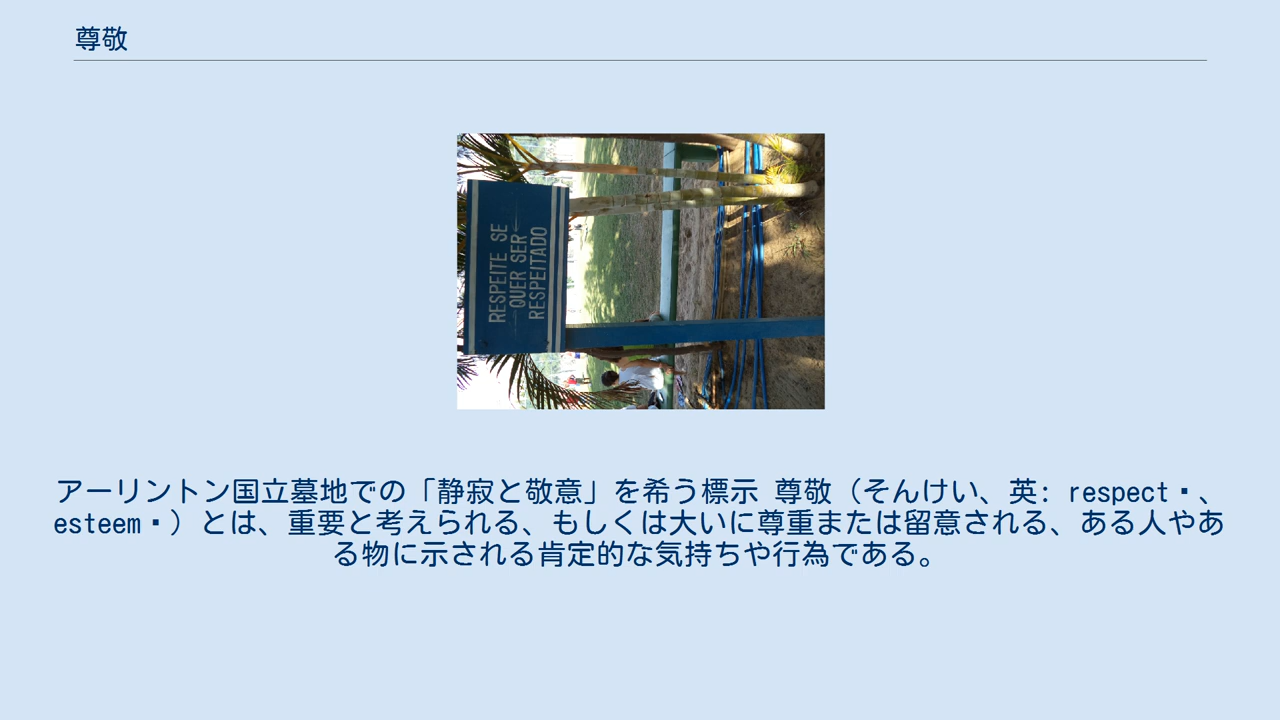 尊敬
RESPEITE SE
QUER SER
RESPEITADO
アーリントン国立墓地での「静寂と敬意」を希う標示 尊敬（そんけい、英: respect▪、
esteem▪）とは、重要と考えられる、もしくは大いに尊重または留意される、ある人やあ
る物に示される肯定的な気持ちや行為である。